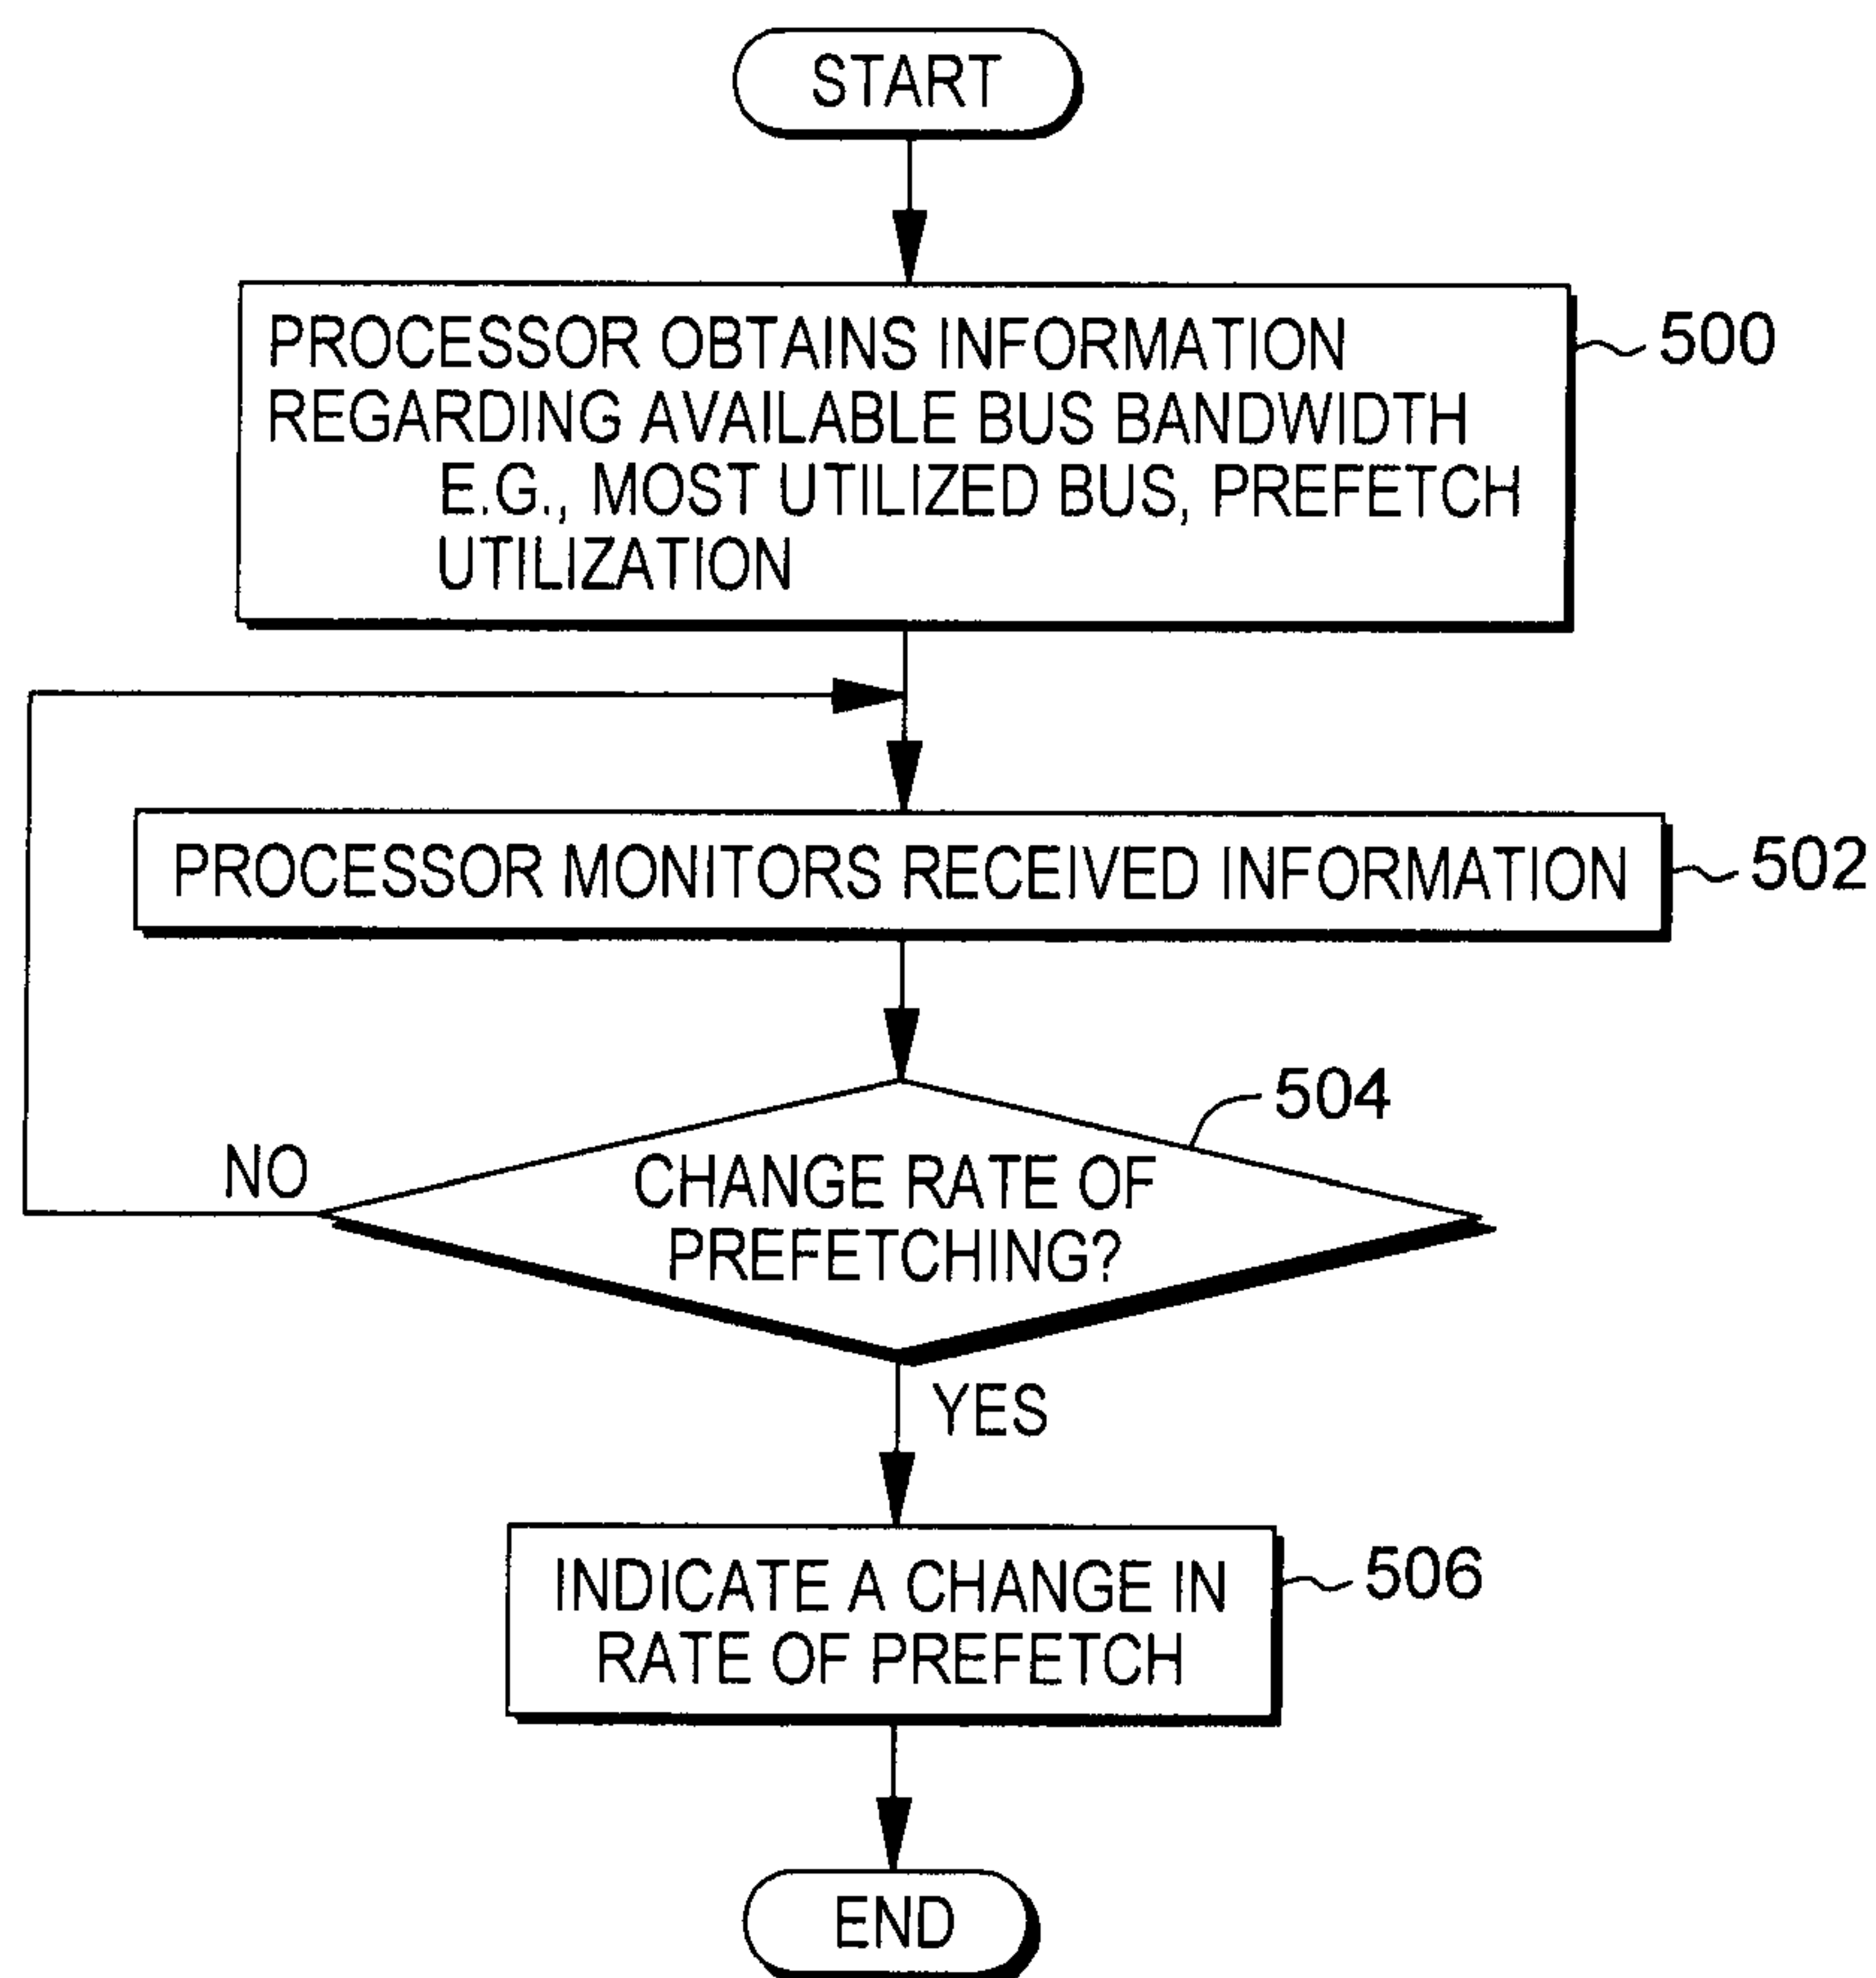 START
PROCESSOR OBTAINS INFORMATION
REGARDING AVAILABLE BUS BANDWIDTH
E.G., MOST UTILIZED BUS, PREFETCH
UTILIZATION
500
PROCESSOR MONITORS RECEIVED INFORMATION
502
504
CHANGE RATE OF
PREFETCHING?
NO
YES
INDICATE A CHANGE IN
RATE OF PREFETCH
506
END